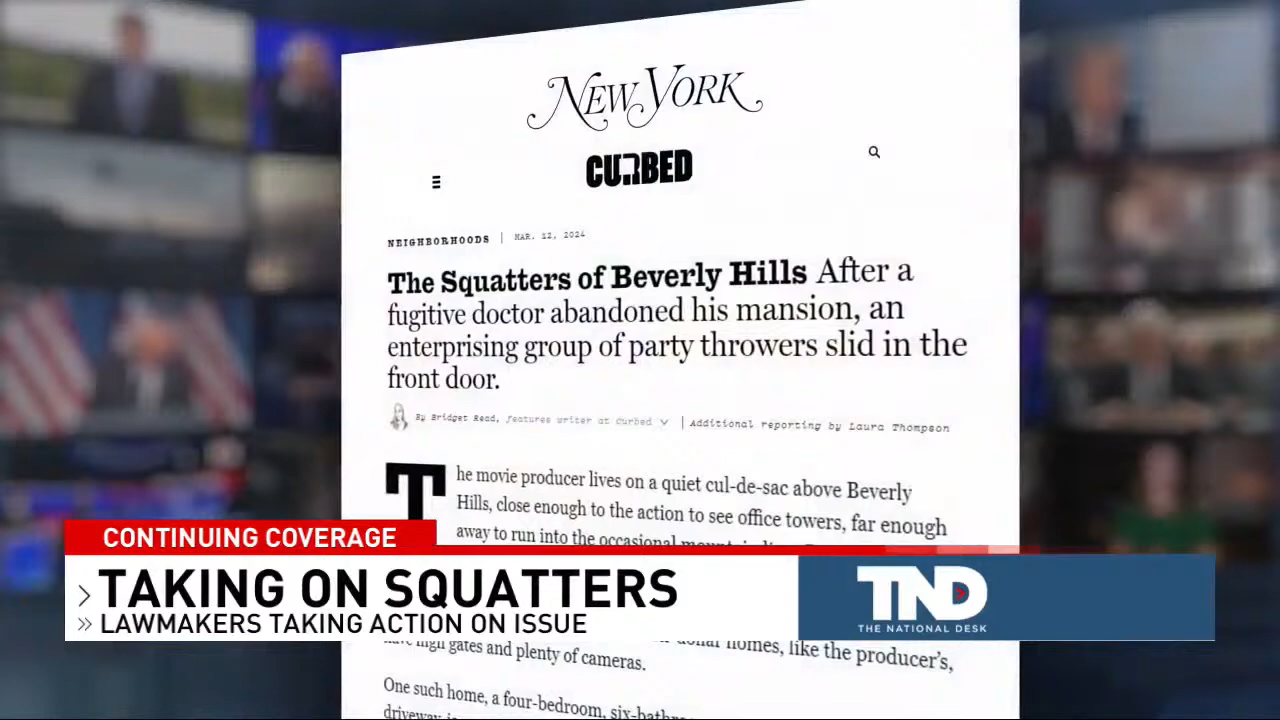 NEW YORK
CURBED
NEIGHBORHOODS | MAR. 12, 2024
The Squatters of Beverly Hills After a
fugitive doctor abandoned his mansion, an
enterprising group of party throwers slid in the
front door.
By Bridget Read, features writer at Curbed | Additional reporting by Laura Thompson
The movie producer lives on a quiet cul-de-sac above Beverly
Hills, close enough to the action to see office towers, far enough
away to run into the occasional
CONTINUING COVERAGE
TAKING ON SQUATTERS
LAWMAKERS TAKING ACTION ON ISSUE
TND
THE NATIONAL DESK
homes, like the producer's,
have high gates and plenty of cameras.
One such home, a four-bedroom,